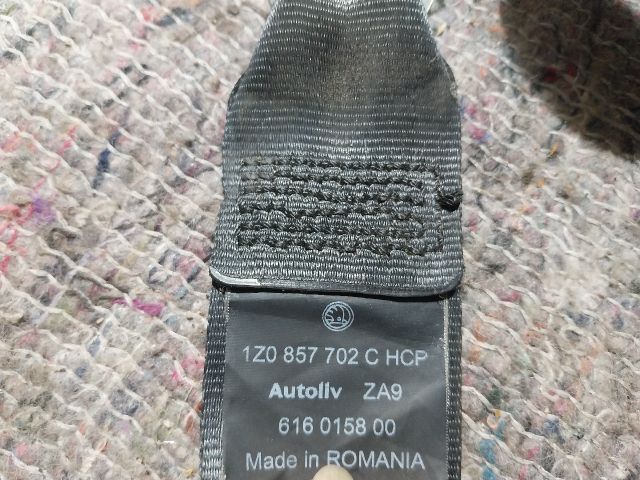 1Z0 857 702 C HCP
Autoliv ZA9
616 0158 00
Made in ROMANIA